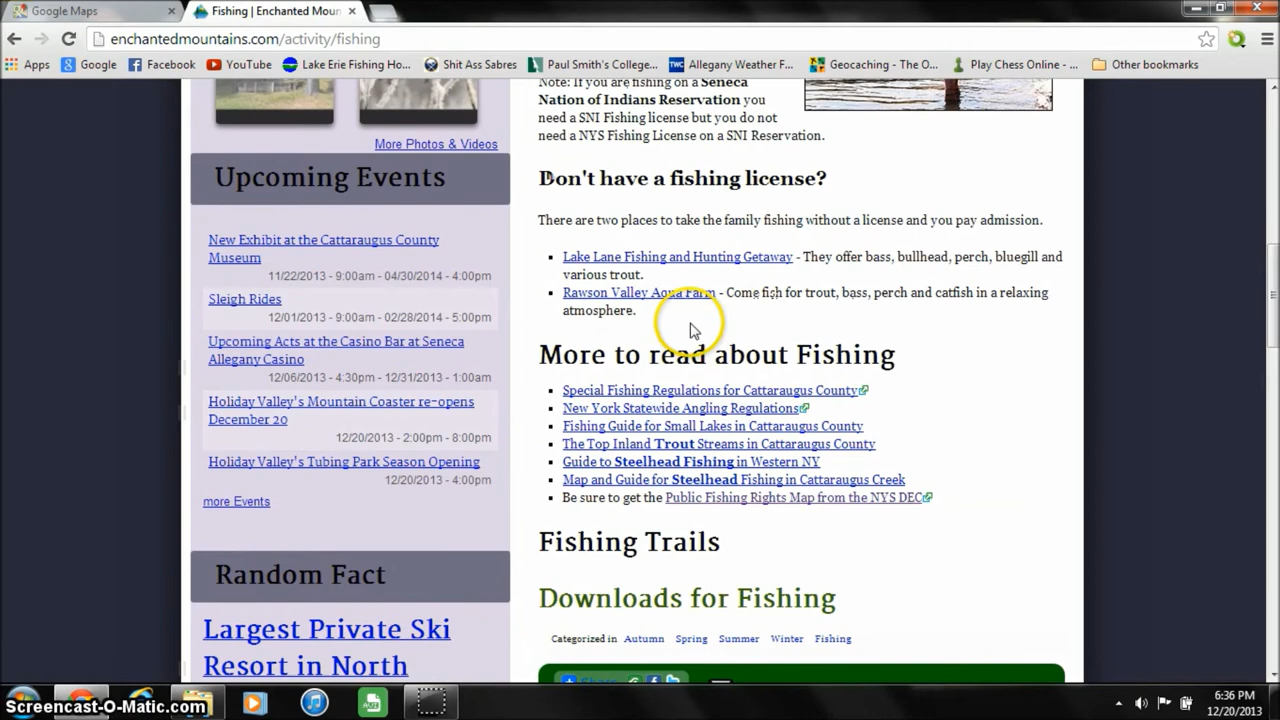 Google Maps
Fishing | Enchanted Moun
enchantedmountains.com/activity/fishing
Apps Google Facebook YouTube Lake Erie Fishing Ho... Shit Ass Sabres Paul Smith's College... Allegany Weather F... Geocaching - The O... Play Chess Online - ... Other bookmarks
More Photos & Videos
Upcoming Events
New Exhibit at the Cattaraugus County
Museum
11/22/2013 - 9:00am - 04/30/2014 - 4:00pm
Sleigh Rides
12/01/2013 - 9:00am - 02/28/2014 - 5:00pm
Upcoming Acts at the Casino Bar at Seneca
Allegany Casino
12/06/2013 - 4:30pm - 12/31/2013 - 1:00am
Holiday Valley's Mountain Coaster re-opens
December 20
12/20/2013 - 2:00pm - 8:00pm
Holiday Valley's Tubing Park Season Opening
12/20/2013 - 4:00pm
more Events
Random Fact
Largest Private Ski
Resort in North
Note: If you are fishing on a Seneca
Nation of Indians Reservation you
need a SNI Fishing license but you do not
need a NYS Fishing License on a SNI Reservation.
Don't have a fishing license?
There are two places to take the family fishing without a license and you pay admission.
Lake Lane Fishing and Hunting Getaway - They offer bass, bullhead, perch, bluegill and
various trout.
Rawson Valley Aqua Farm - Come fish for trout, bass, perch and catfish in a relaxing
atmosphere.
More to read about Fishing
Special Fishing Regulations for Cattaraugus County
New York Statewide Angling Regulations
Fishing Guide for Small Lakes in Cattaraugus County
The Top Inland Trout Streams in Cattaraugus County
Guide to Steelhead Fishing in Western NY
Map and Guide for Steelhead Fishing in Cattaraugus Creek
Be sure to get the Public Fishing Rights Map from the NYS DEC
Fishing Trails
Downloads for Fishing
Categorized in Autumn Spring Summer Winter Fishing
Share
Screencast-O-Matic.com
6:36 PM
12/20/2013